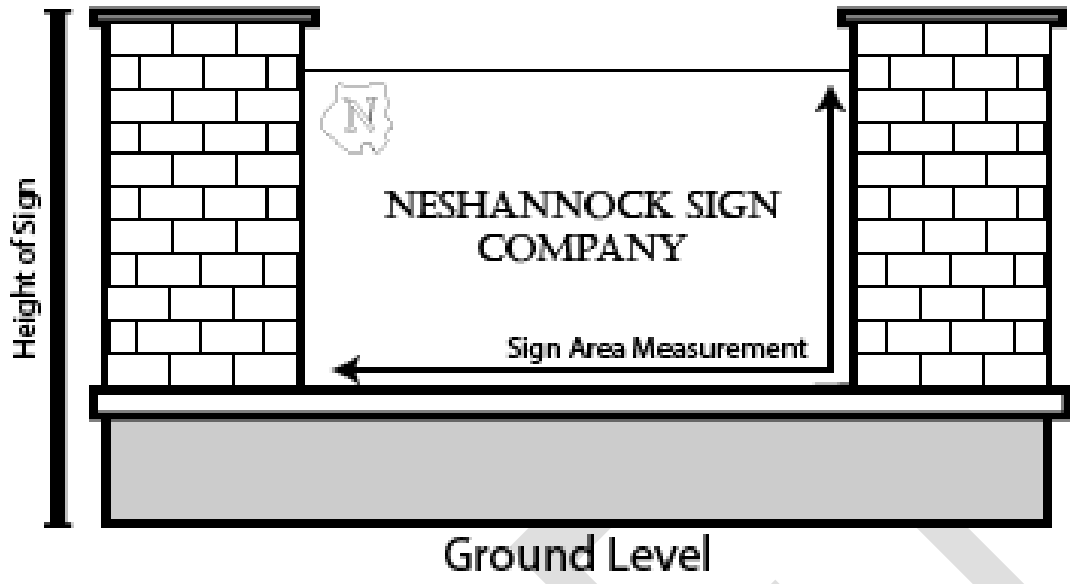 Height of Sign
N
NESHANNOCK SIGN
COMPANY
Sign Area Measurement
Ground Level